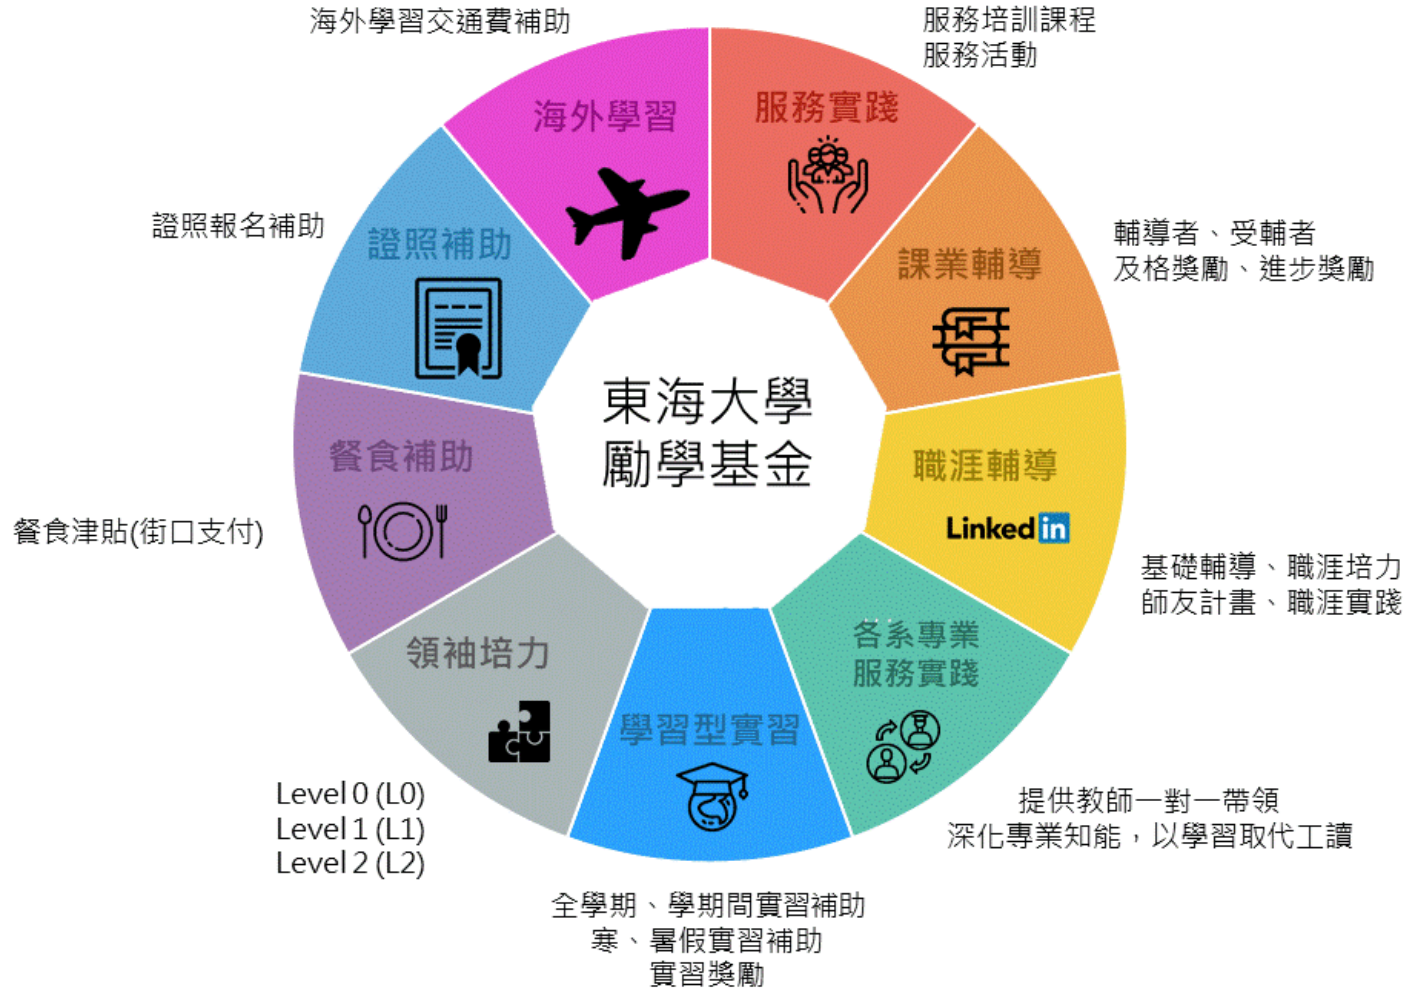 東海大學
勵學基金
服務培訓課程
服務活動
服務實踐
課業輔導
輔導者、受輔者
及格獎勵、進步獎勵
職涯輔導
Linked in
基礎輔導、職涯培力
師友計畫、職涯實踐
各系專業
服務實踐
提供教師一對一帶領
深化專業知能，以學習取代工讀
學習型實習
全學期、學期間實習補助
寒、暑假實習補助
實習獎勵
領袖培力
Level 0 (L0)
Level 1 (L1)
Level 2 (L2)
餐食補助
餐食津貼(街口支付)
證照補助
證照報名補助
海外學習
海外學習交通費補助